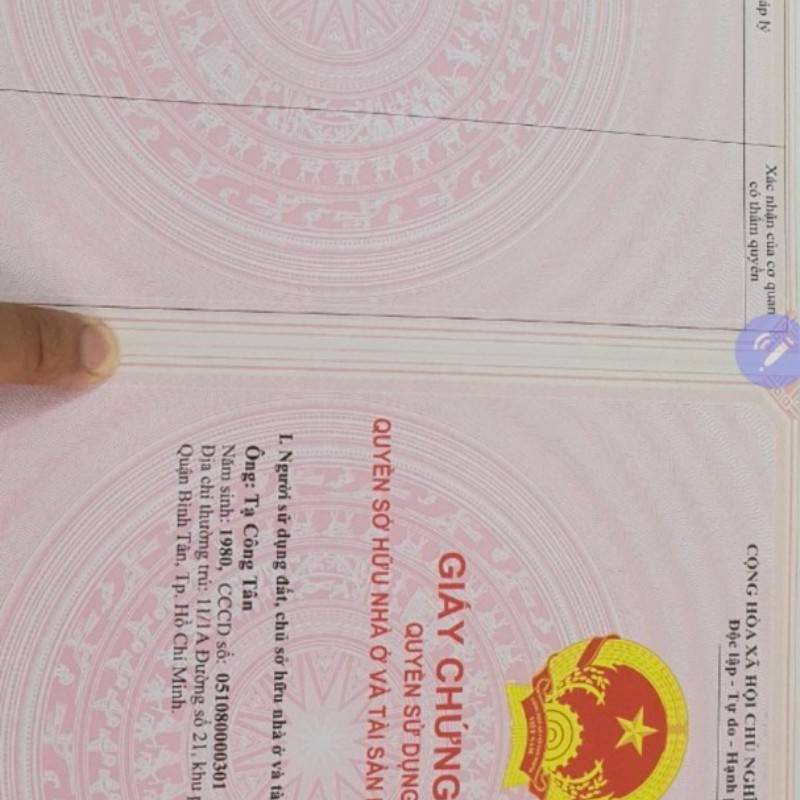 áp lý
Xác nhận của cơ quan
có thẩm quyền
CỘNG HÒA XÃ HỘI CHỦ NGHĨ
Độc lập - Tự do - Hạnh
GIẤY CHỨNG
QUYỀN SỬ DỤNG
QUYỀN SỞ HỮU NHÀ Ở VÀ TÀI SẢN
I. Người sử dụng đất, chủ sở hữu nhà ở và tà
Ông: Tạ Công Tân
Năm sinh: 1980, CCCD số: 051080000301
Địa chỉ thường trú: 11/1A Đường số 21, khu p
Quận Bình Tân, Tp. Hồ Chí Minh.